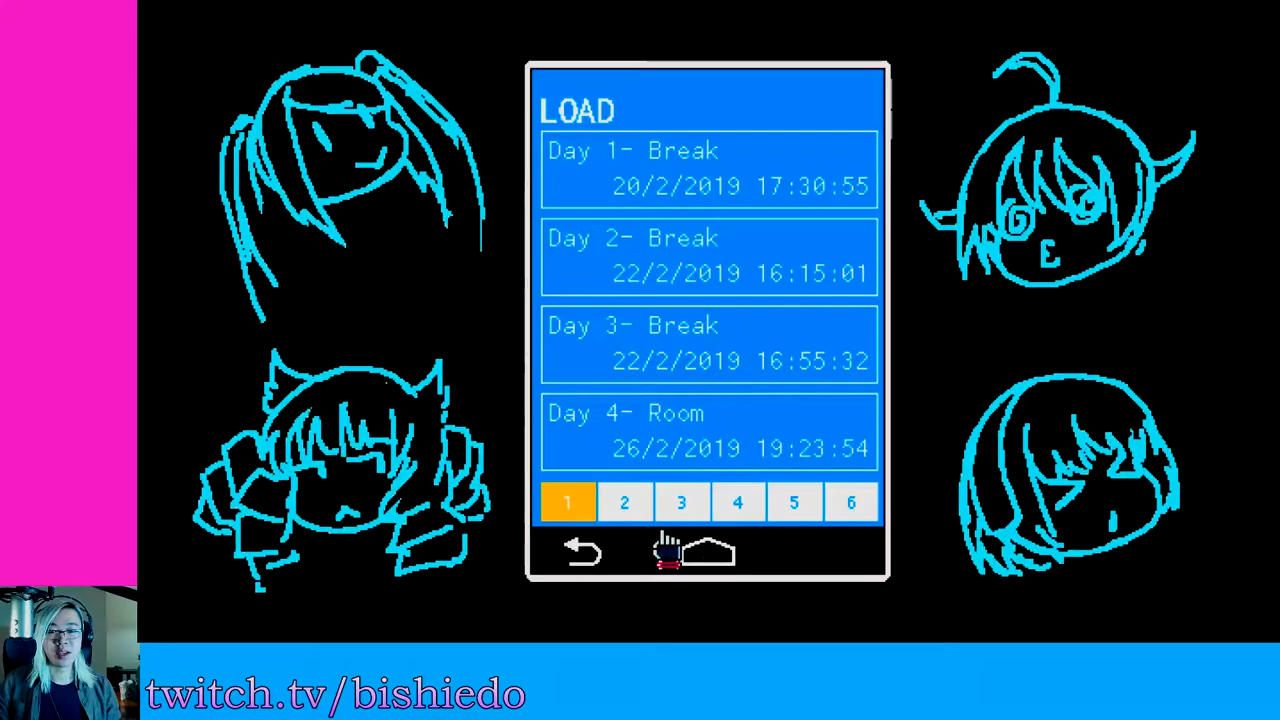 LOAD
Day 1- Break
20/2/2019 17:30:55
Day 2- Break
22/2/2019 16:15:01
Day 3- Break
22/2/2019 16:55:32
Day 4- Room
26/2/2019 19:23:54
1 2 3 4 5 6
twitch.tv/bishiedo